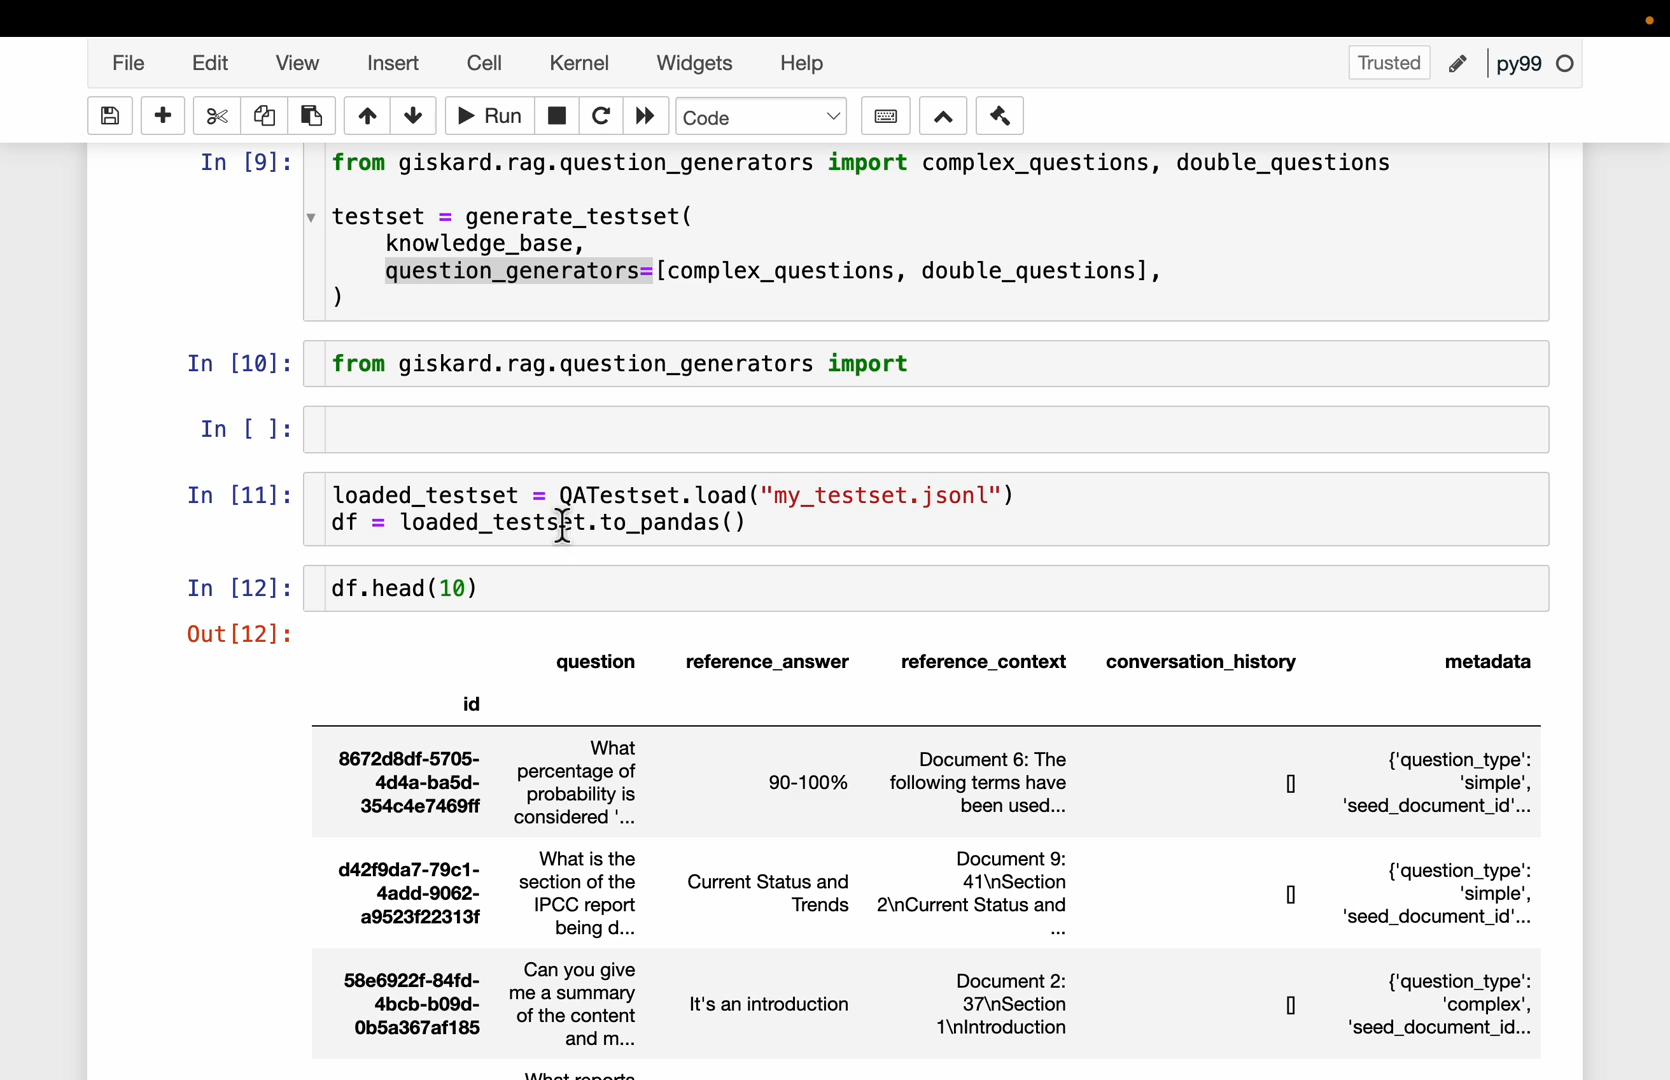 File Edit View Insert Cell Kernel Widgets Help Trusted py99
Run Code
In [9]: from giskard.rag.question_generators import complex_questions, double_questions
testset = generate_testset(
knowledge_base,
question_generators=[complex_questions, double_questions],
)
In [10]: from giskard.rag.question_generators import
In [ ]:
In [11]: loaded_testset = QATestset.load("my_testset.jsonl")
df = loaded_testset.to_pandas()
In [12]: df.head(10)
Out[12]:
question reference_answer reference_context conversation_history metadata
id
8672d8df-5705-
4d4a-ba5d-
354c4e7469ff
What
percentage of
probability is
considered '...
90-100%
Document 6: The
following terms have
been used...
[]
{'question_type':
'simple',
'seed_document_id'...
d42f9da7-79c1-
4add-9062-
a9523f22313f
What is the
section of the
IPCC report
being d...
Current Status and
Trends
Document 9:
41\nSection
2\nCurrent Status and
...
[]
{'question_type':
'simple',
'seed_document_id'...
58e6922f-84fd-
4bcb-b09d-
0b5a367af185
Can you give
me a summary
of the content
and m...
It's an introduction
Document 2:
37\nSection
1\nIntroduction
[]
{'question_type':
'complex',
'seed_document_id...
What reports